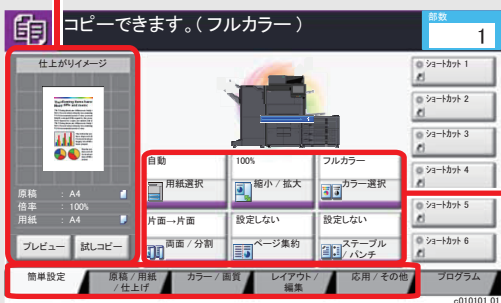 コピーできます。(フルカラー)
部数
1
仕上がりイメージ
原稿 : A4
倍率 : 100%
用紙 : A4
プレビュー
試しコピー
自動
用紙選択
100%
縮小 / 拡大
フルカラー
カラー選択
片面→片面
両面 / 分割
設定しない
ページ集約
設定しない
ステープル
/ パンチ
ショートカット 1
ショートカット 2
ショートカット 3
ショートカット 4
ショートカット 5
ショートカット 6
簡単設定
原稿 / 用紙
/ 仕上げ
カラー / 画質
レイアウト /
編集
応用 / その他
プログラム
c010101_01